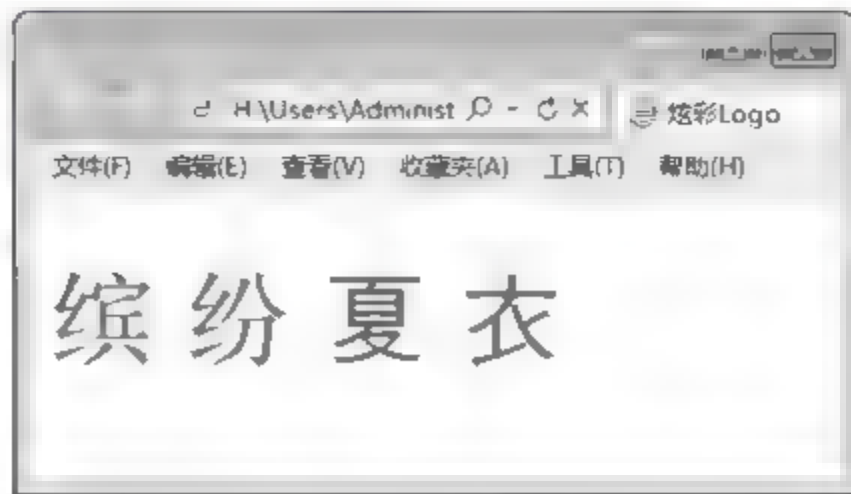 H:\Users\Administ 炫彩Logo
文件(F) 编辑(E) 查看(V) 收藏夹(A) 工具(T) 帮助(H)
缤 纷 夏 衣